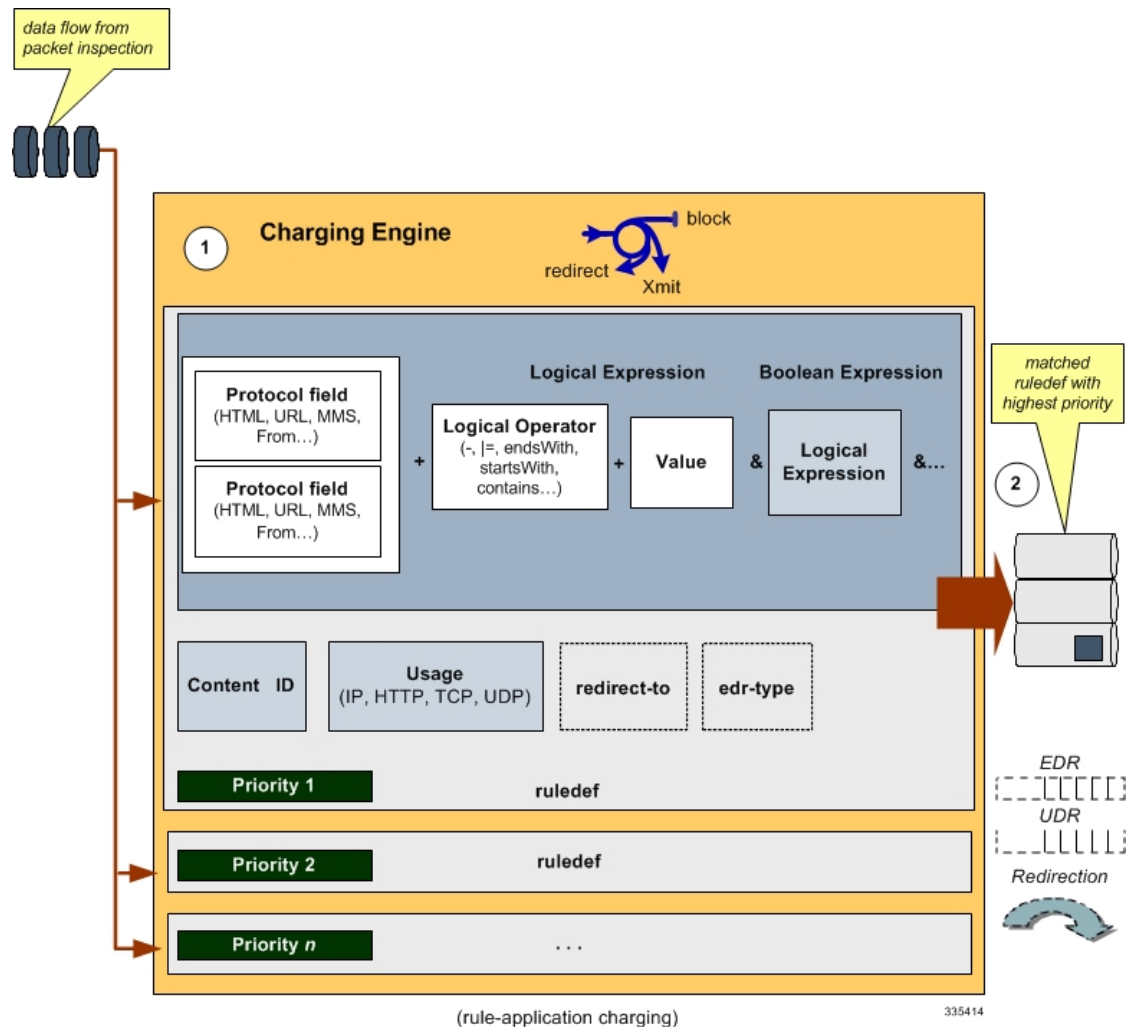 data flow from
packet inspection
1
Charging Engine
block
redirect
Xmit
Logical Expression
Boolean Expression
Protocol field
(HTML, URL, MMS,
From...)
Protocol field
(HTML, URL, MMS,
From...)
+
Logical Operator
(-, |=, endsWith,
startsWith,
contains...)
+
Value
&
Logical
Expression
&...
matched
ruledef with
highest priority
2
Content ID
Usage
(IP, HTTP, TCP, UDP)
redirect-to
edr-type
Priority 1
ruledef
EDR
UDR
Redirection
Priority 2
ruledef
Priority n
...
(rule-application charging)
335414